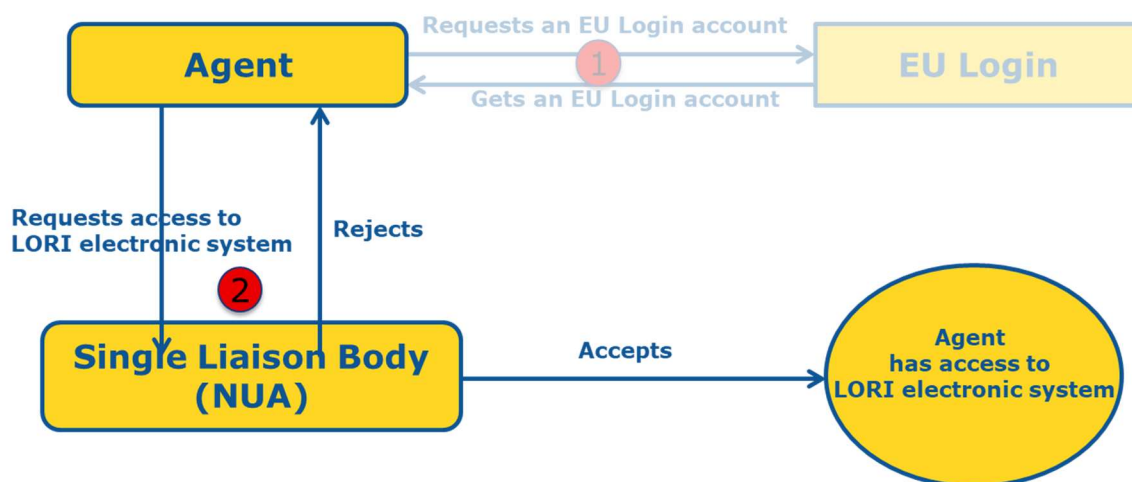 Requests an EU Login account
Agent
1
EU Login
Gets an EU Login account
Requests access to
LORI electronic system
Rejects
2
Single Liaison Body
(NUA)
Accepts
Agent
has access to
LORI electronic system